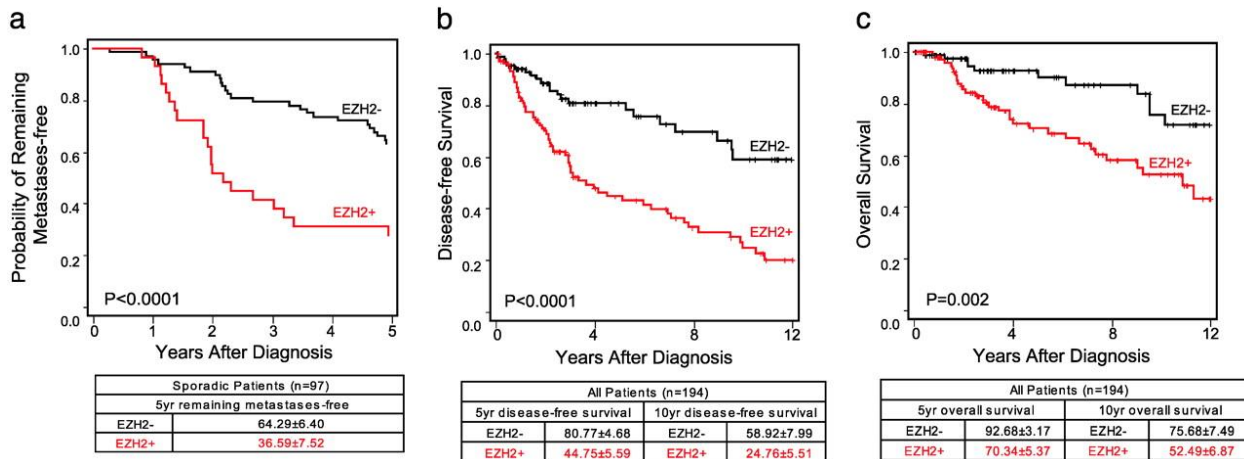 a
Probability of Remaining
Metastases-free
1.0
0.8
0.6
0.4
0.2
0.0
EZH2-
EZH2+
P<0.0001
0 1 2 3 4 5
Years After Diagnosis
Sporadic Patients (n=97)
5yr remaining metastases-free
EZH2- 64.29±6.40
EZH2+ 36.59±7.52
b
Disease-free Survival
1.0
0.8
0.6
0.4
0.2
0.0
EZH2-
EZH2+
P<0.0001
0 4 8 12
Years After Diagnosis
All Patients (n=194)
5yr disease-free survival 10yr disease-free survival
EZH2- 80.77±4.68 EZH2- 58.92±7.99
EZH2+ 44.75±5.59 EZH2+ 24.76±5.51
c
Overall Survival
1.0
0.8
0.6
0.4
0.2
0.0
EZH2-
EZH2+
P=0.002
0 4 8 12
Years After Diagnosis
All Patients (n=194)
5yr overall survival 10yr overall survival
EZH2- 92.68±3.17 EZH2- 75.68±7.49
EZH2+ 70.34±5.37 EZH2+ 52.49±6.87